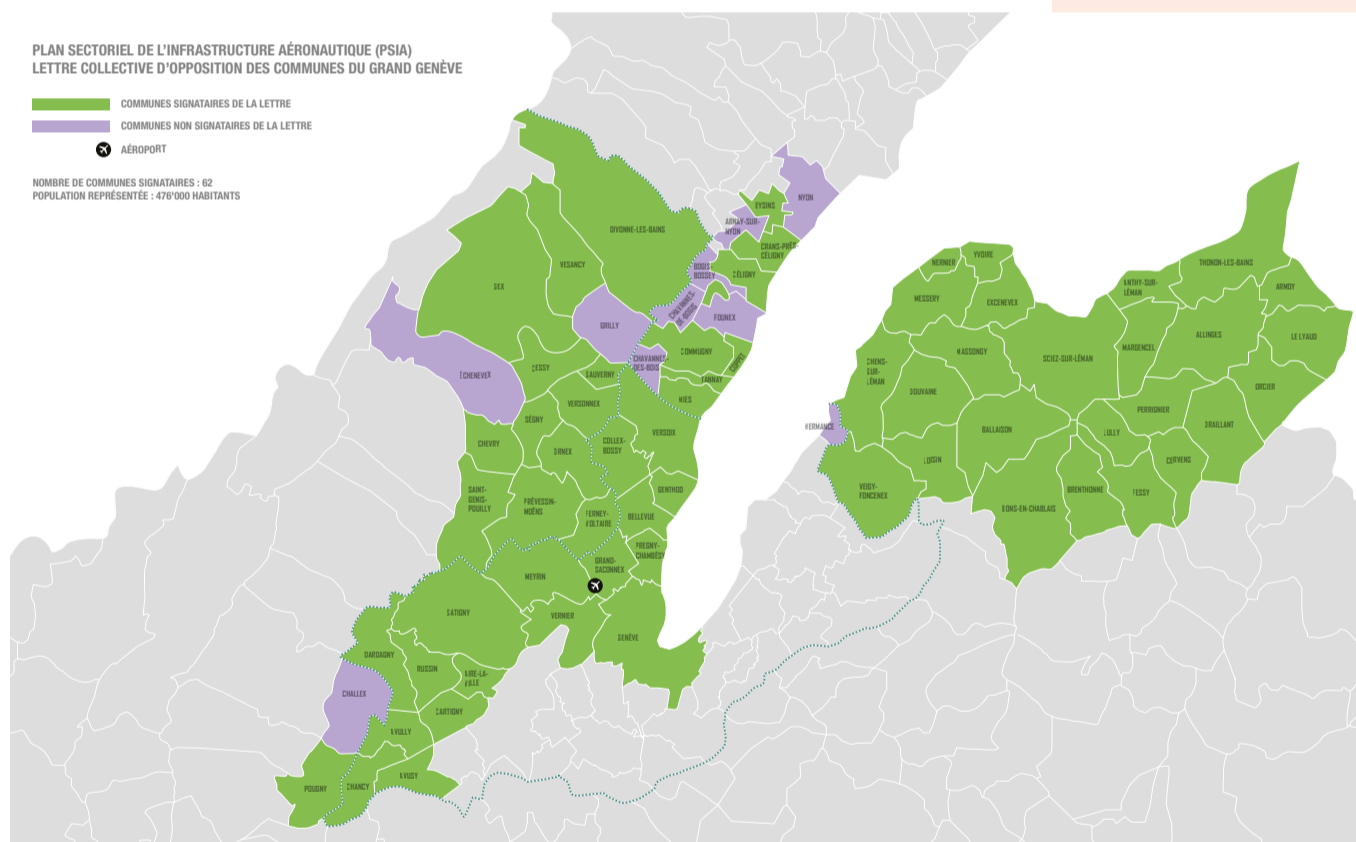 PLAN SECTORIEL DE L'INFRASTRUCTURE AÉRONAUTIQUE (PSIA)
LETTRE COLLECTIVE D'OPPOSITION DES COMMUNES DU GRAND GENÈVE
COMMUNES SIGNATAIRES DE LA LETTRE
COMMUNES NON SIGNATAIRES DE LA LETTRE
AÉROPORT
NOMBRE DE COMMUNES SIGNATAIRES : 62
POPULATION REPRÉSENTÉE : 476'000 HABITANTS
NYON
EYSINS
ARNAY-SUR-
NYON
DIVONNE-LES-BAINS
CRANS-PRÈS-
CÉLIGNY
VESANCY
BOGIS-
BOSSEY
CÉLIGNY
GEX
CHAVANNES-
DE-BOGIS
FOUNEX
GRILLY
COMMUGNY
COPPET
CHAVANNES-
DES-BOIS
TANNAY
ÉCHENEVEX
CESSY
SAUVERNY
MIES
VERSONNEX
SÉGNY
VERSOIX
CHEVRY
ORNEX
COLLEX-
BOSSY
SAINT-
GENIS-
POUILLY
PRÉVESSIN-
MOËNS
GENTHOD
FERNEY-
VOLTAIRE
BELLEVUE
PREGNY-
CHAMBÉSY
GRAND-
SACONNEX
MEYRIN
SATIGNY
VERNIER
GENÈVE
DARDAGNY
RUSSIN
AIRE-LA-
VILLE
CHALLEX
CARTIGNY
AVULLY
AVUSY
POUGNY
CHANCY
NERNIER
YVOIRE
THONON-LES-BAINS
MESSERY
EXCENEVEX
ANTHY-SUR-
LÉMAN
ARMOY
ALLINGES
LE LYAUD
MARGENCEL
MASSONGY
SCIEZ-SUR-LÉMAN
CHENS-
SUR-
LÉMAN
DOUVAINE
ORCIER
PERRIGNIER
DRAILLANT
HERMANCE
BALLAISON
LULLY
LOISIN
CERVENS
VEIGY-
FONCENEX
BRENTHONNE
FESSY
BONS-EN-CHABLAIS